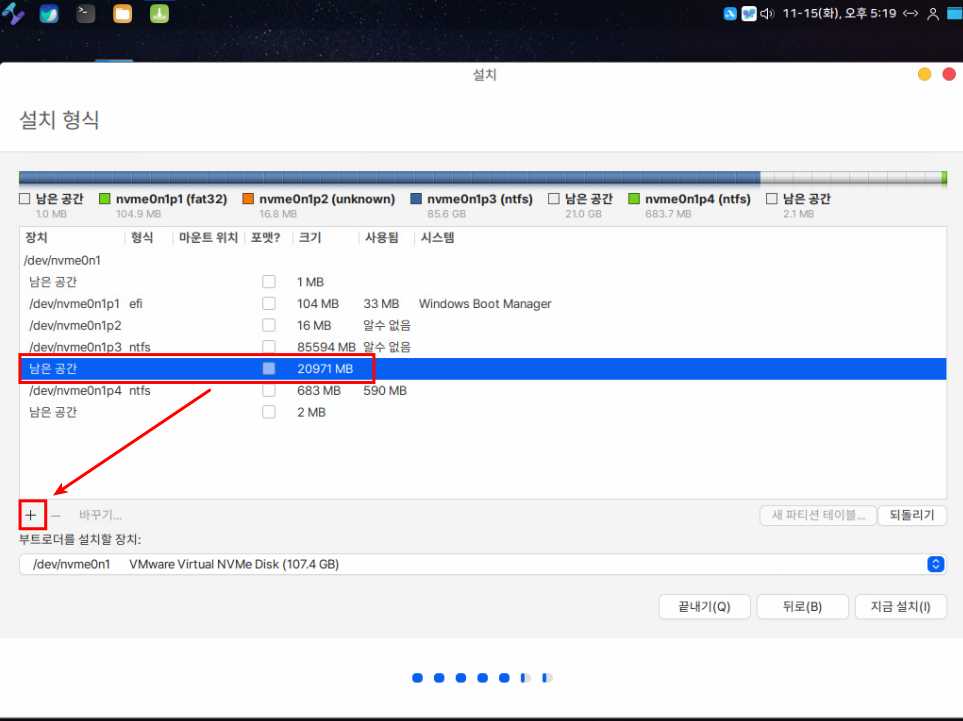 11-15(화), 오후 5:19
설치
설치 형식
남은 공간 nvme0n1p1 (fat32) nvme0n1p2 (unknown) nvme0n1p3 (ntfs) 남은 공간 nvme0n1p4 (ntfs) 남은 공간
1.0 MB 104.9 MB 16.8 MB 85.6 GB 21.0 GB 683.7 MB 2.1 MB
장치 형식 마운트 위치 포맷? 크기 사용됨 시스템
/dev/nvme0n1
남은 공간 1 MB
/dev/nvme0n1p1 efi 104 MB 33 MB Windows Boot Manager
/dev/nvme0n1p2 16 MB 알수 없음
/dev/nvme0n1p3 ntfs 85594 MB 알수 없음
남은 공간 20971 MB
/dev/nvme0n1p4 ntfs 683 MB 590 MB
남은 공간 2 MB
+ − 바꾸기... 새 파티션 테이블... 되돌리기
부트로더를 설치할 장치:
/dev/nvme0n1 VMware Virtual NVMe Disk (107.4 GB)
끝내기(Q) 뒤로(B) 지금 설치(I)